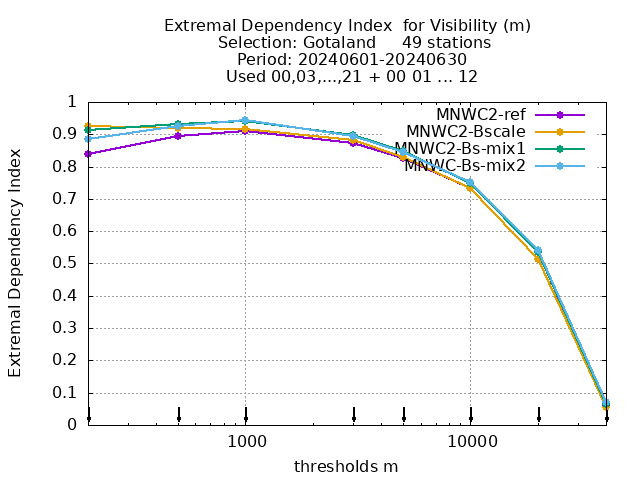 Extremal Dependency Index  for Visibility (m)
Selection: Gotaland     49 stations
Period: 20240601-20240630
Used 00,03,...,21 + 00 01 ... 12
MNWC2-ref
MNWC2-Bscale
MNWC2-Bs-mix1
MNWC-Bs-mix2
Extremal Dependency Index
1
0.9
0.8
0.7
0.6
0.5
0.4
0.3
0.2
0.1
0
1000
10000
thresholds m